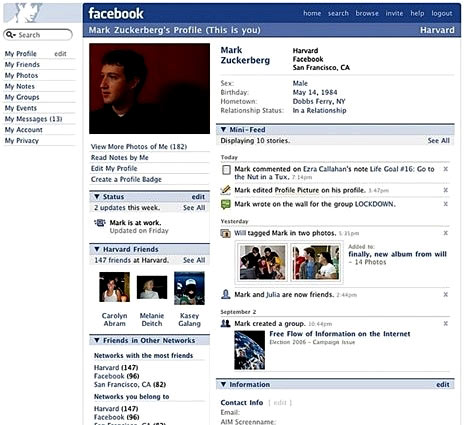 facebook
home search browse invite help logout
Mark Zuckerberg's Profile (This is you)
Harvard
Search
My Profile edit
My Friends
My Photos
My Notes
My Groups
My Events
My Messages (13)
My Account
My Privacy
View More Photos of Me (182)
Read Notes by Me
Edit My Profile
Create a Profile Badge
Status edit
2 updates this week. See All
Mark is at work.
Updated on Friday
Harvard Friends
147 friends at Harvard. See All
Carolyn Abram
Melanie Deitch
Kasey Galang
Friends in Other Networks
Networks with the most friends
Harvard (147)
Facebook (96)
San Francisco, CA (82)
Networks you belong to
Harvard (147)
Facebook (96)
San Francisco, CA (82)
Mark Zuckerberg
Harvard
Facebook
San Francisco, CA
Sex: Male
Birthday: May 14, 1984
Hometown: Dobbs Ferry, NY
Relationship Status: In a Relationship
Mini-Feed
Displaying 10 stories. See All
Today
Mark commented on Ezra Callahan's note Life Goal #16: Go to
the Nut in a Tux. 7:14pm
Mark edited Profile Picture on his profile. 3:47pm
Mark wrote on the wall for the group LOCKDOWN.
Yesterday
Will tagged Mark in two photos. 5:31pm
Added to:
finally, new album from will
- 14 Photos
Mark and Julia are now friends. 2:44pm
September 2
Mark created a group. 10:44pm
Free Flow of Information on the Internet
Election 2006 - Campaign Issue
Information edit
Contact Info [ edit ]
Email:
AIM Screenname: